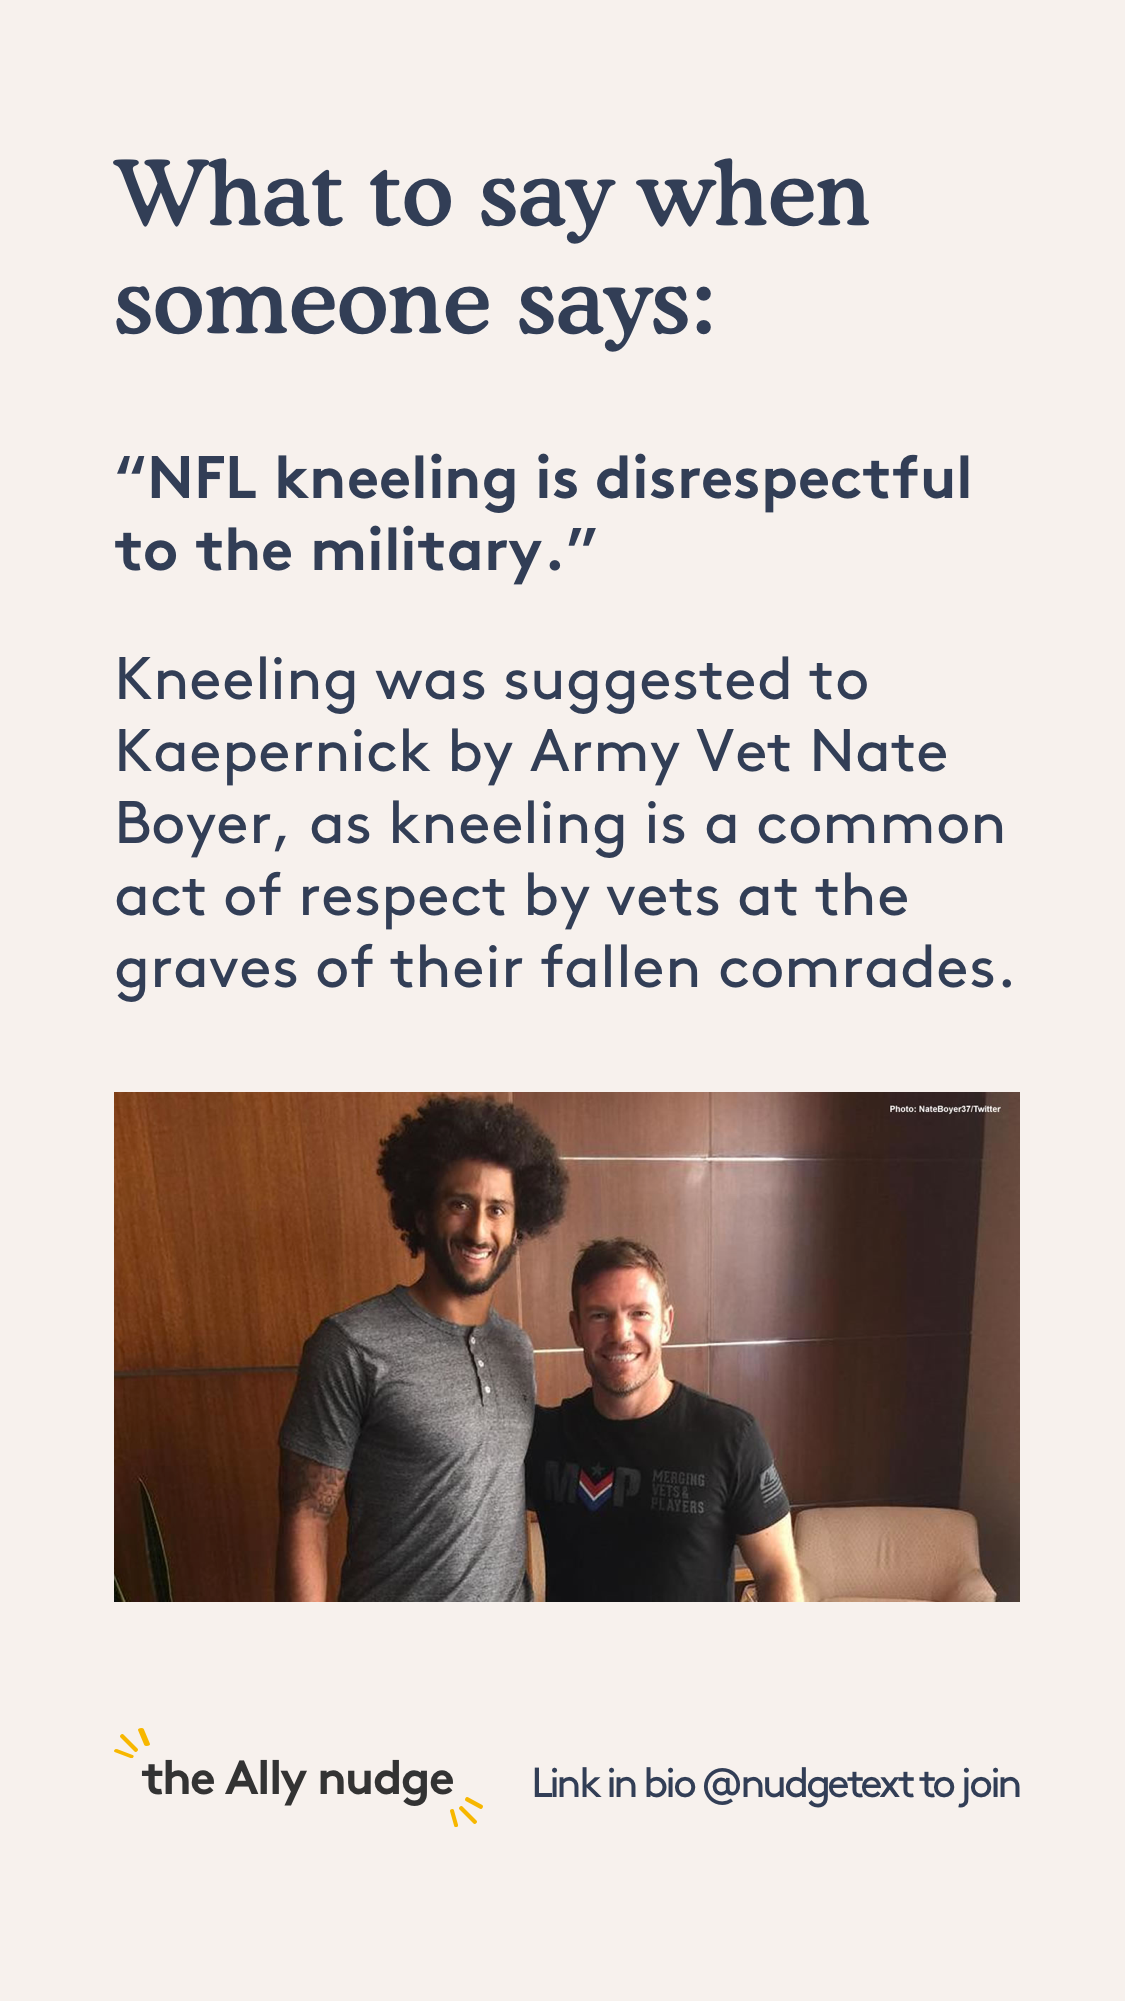 What to say when
someone says:
“NFL kneeling is disrespectful
to the military.”
Kneeling was suggested to
Kaepernick by Army Vet Nate
Boyer, as kneeling is a common
act of respect by vets at the
graves of their fallen comrades.
Photo: NateBoyer37/Twitter
MVP
MERGING
VETS &
PLAYERS
the Ally nudge
Link in bio @nudgetext to join